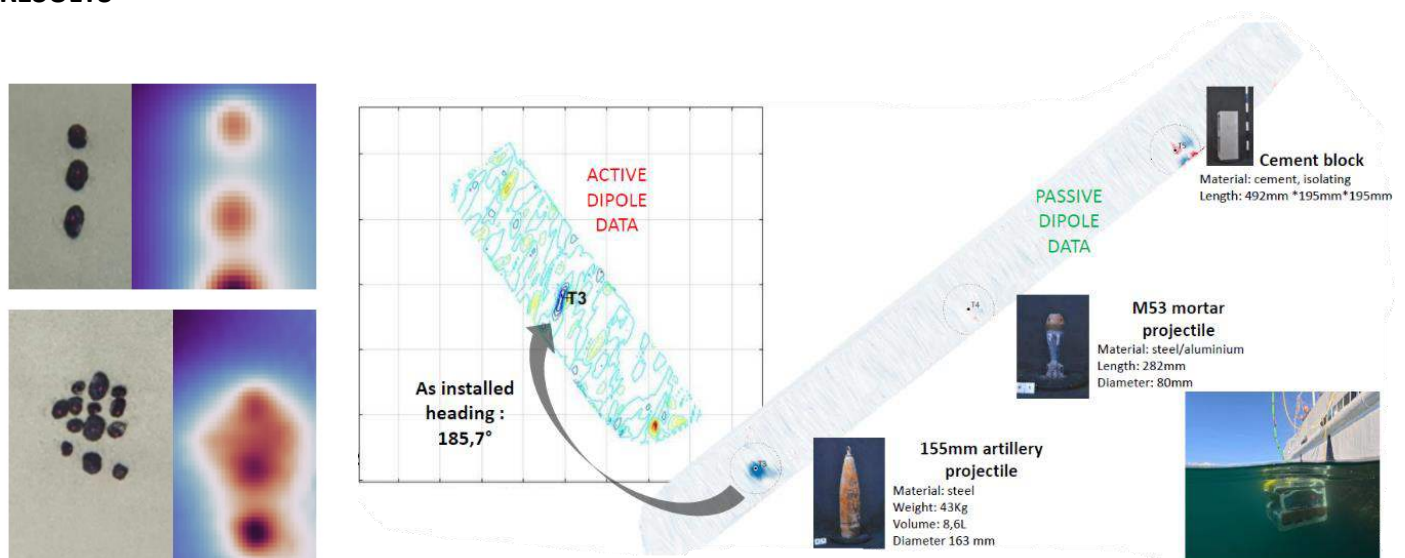 ACTIVE
DIPOLE
DATA
T3
As installed
heading :
185,7°
PASSIVE
DIPOLE
DATA
T5
Cement block
Material: cement, isolating
Length: 492mm *195mm*195mm
T4
M53 mortar
projectile
Material: steel/aluminium
Length: 282mm
Diameter: 80mm
155mm artillery
projectile
Material: steel
Weight: 43Kg
Volume: 8,6L
Diameter 163 mm